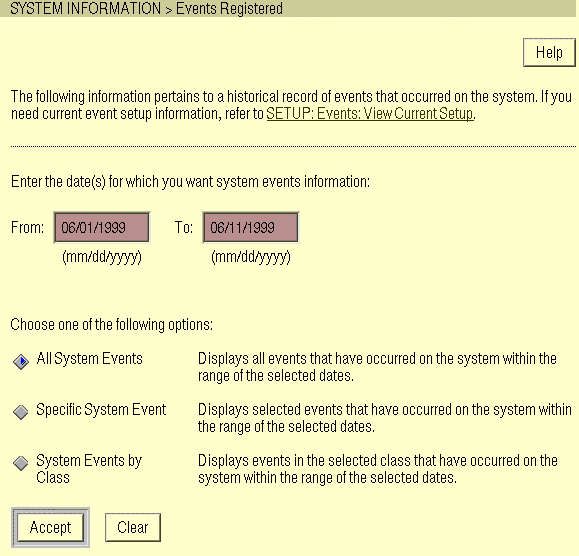 SYSTEM INFORMATION > Events Registered
Help
The following information pertains to a historical record of events that occurred on the system. If you
need current event setup information, refer to SETUP: Events: View Current Setup.
Enter the date(s) for which you want system events information:
From: 06/01/1999 To: 06/11/1999
(mm/dd/yyyy) (mm/dd/yyyy)
Choose one of the following options:
All System Events Displays all events that have occurred on the system within the
range of the selected dates.
Specific System Event Displays selected events that have occurred on the system within
the range of the selected dates.
System Events by Displays events in the selected class that have occurred on the
Class system within the range of the selected dates.
Accept Clear